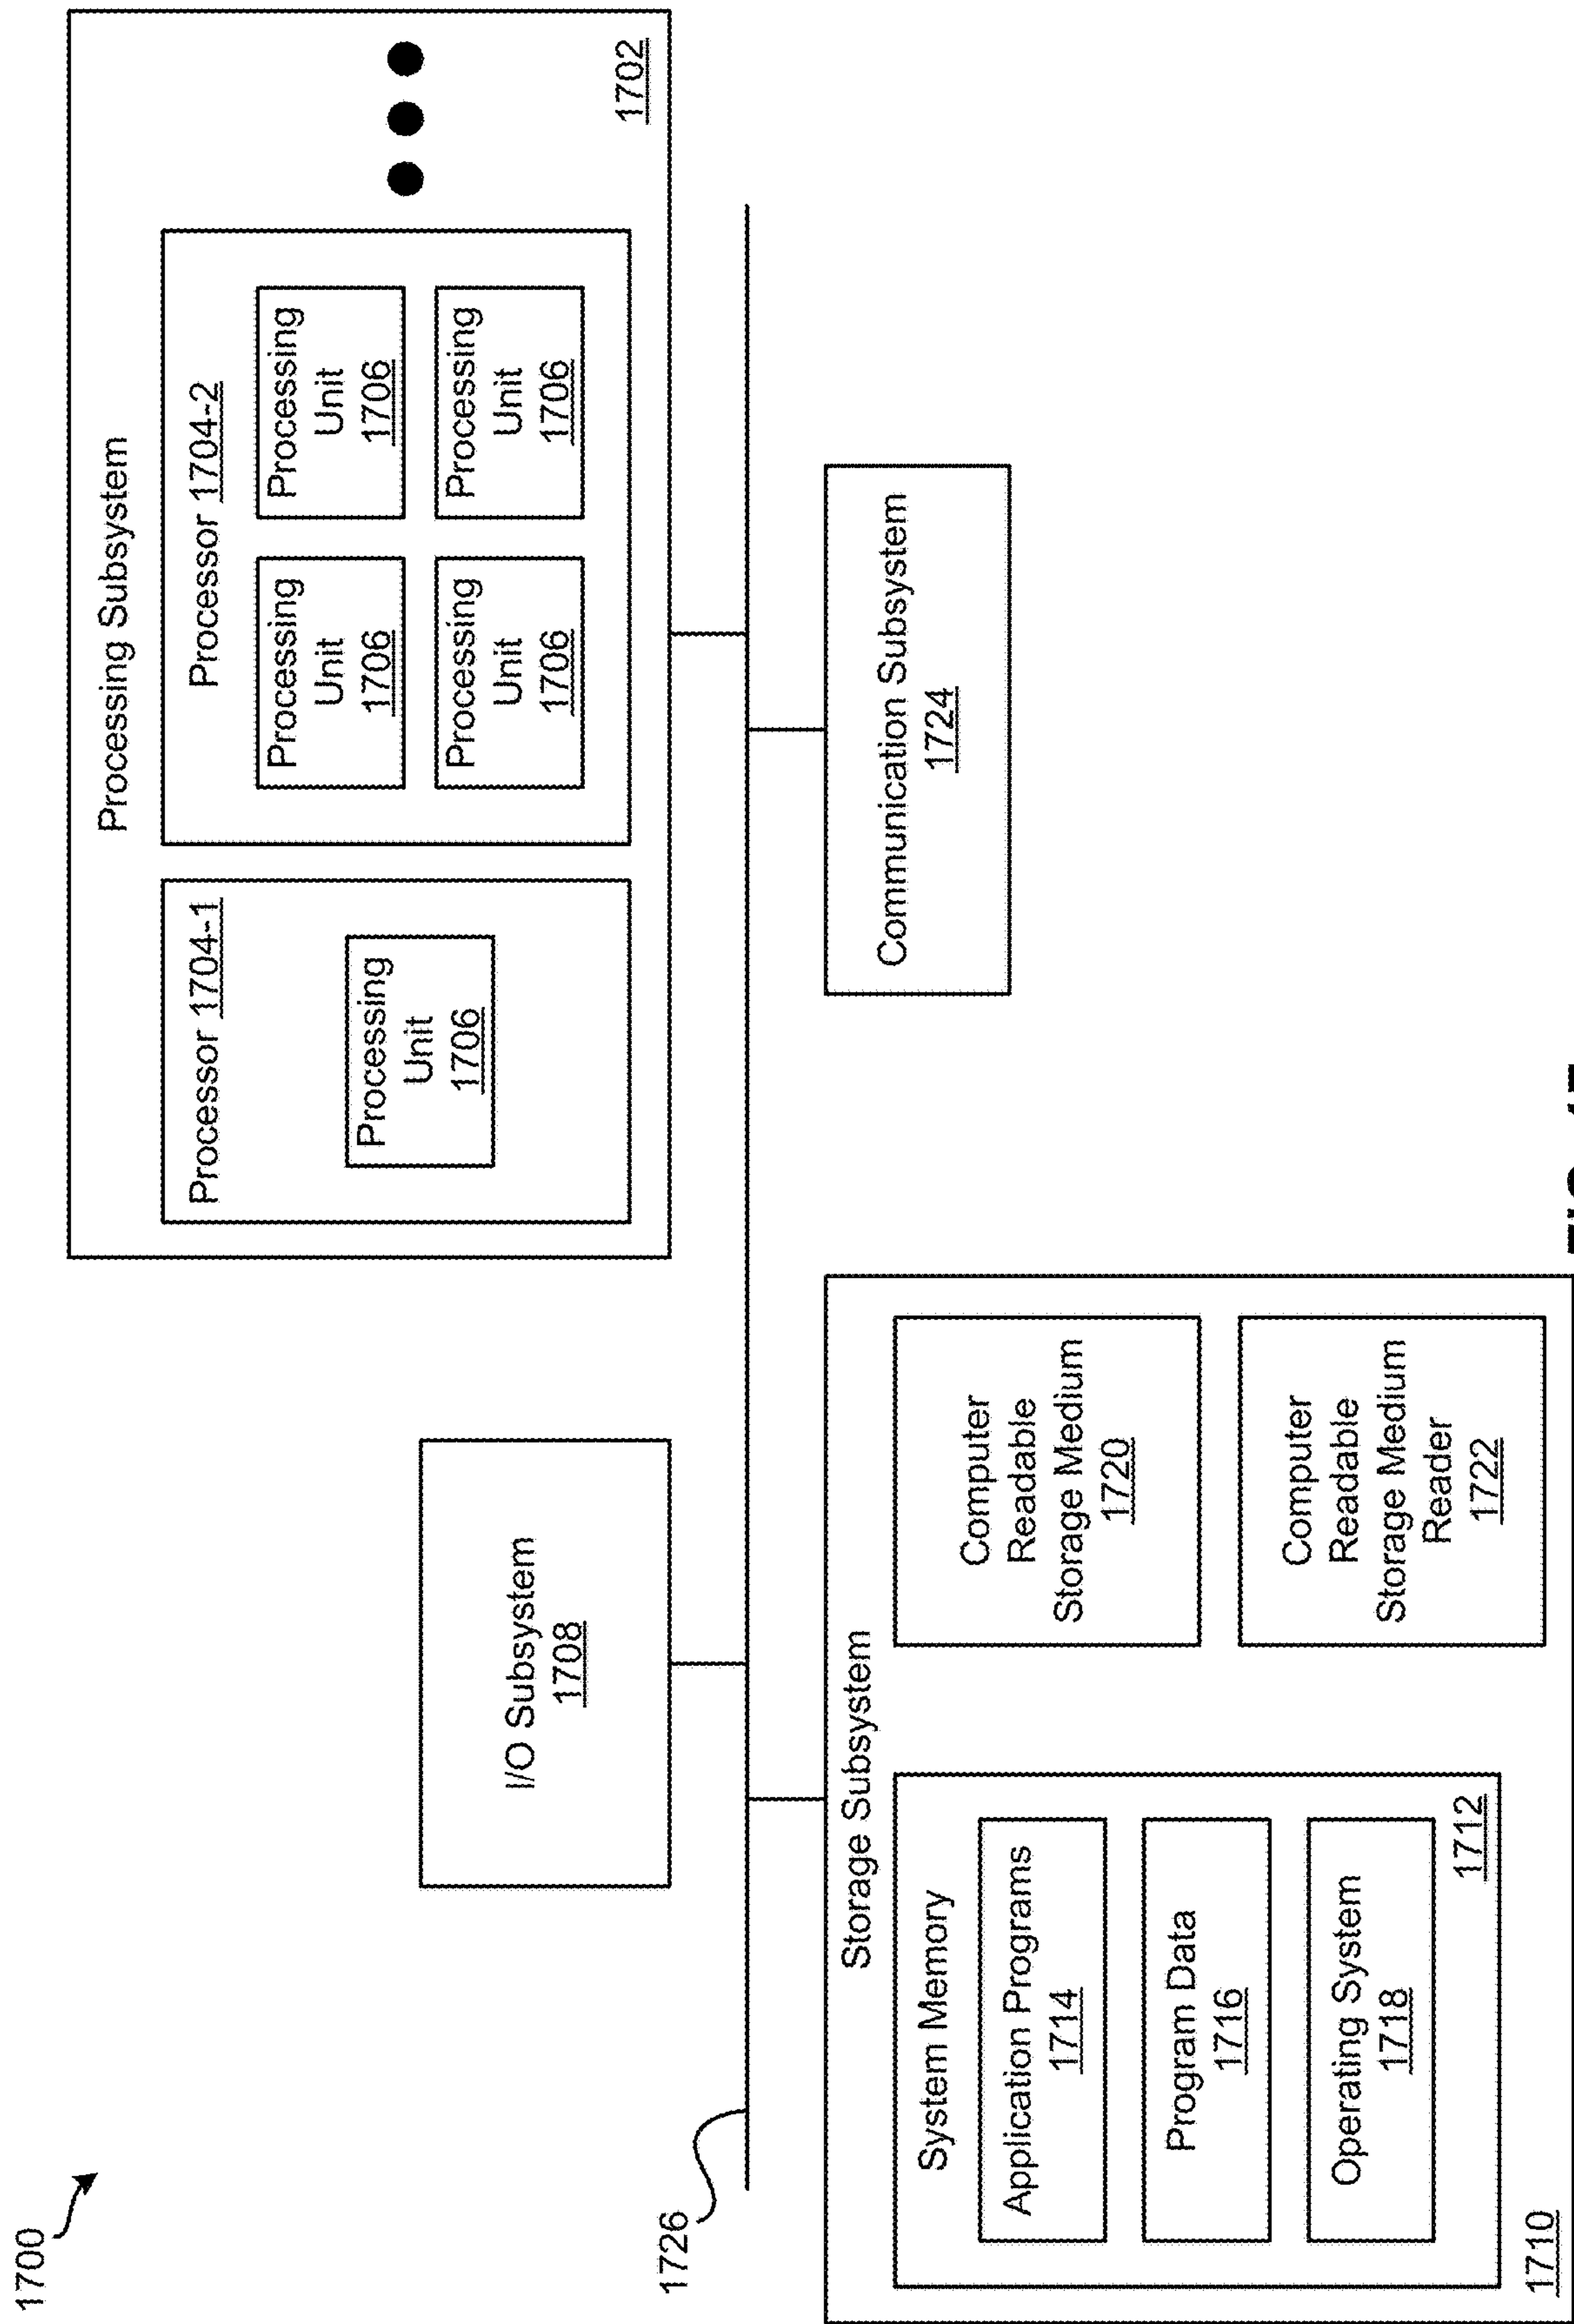 1700
I/O Subsystem
1708
Processing Subsystem
Processor 1704-1
Processing
Unit
1706
Processor 1704-2
Processing
Unit
1706
Processing
Unit
1706
Processing
Unit
1706
Processing
Unit
1706
1702
1726
Storage Subsystem
System Memory
Application Programs
1714
Program Data
1716
Operating System
1718
1712
Computer
Readable
Storage Medium
1720
Computer
Readable
Storage Medium
Reader
1722
1710
Communication Subsystem
1724